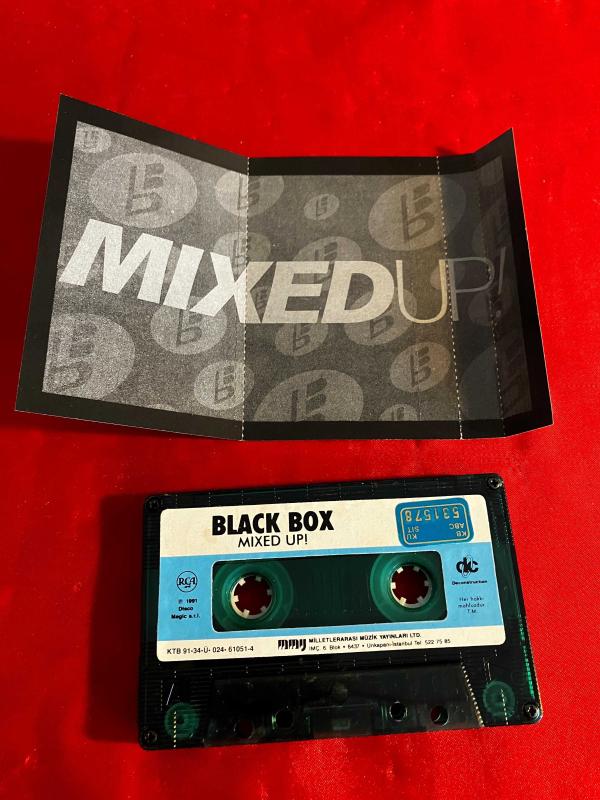 MIXEDUP!
BLACK BOX
MIXED UP!
KB
ABC
531578
KU
SIT
RCA
℗ 1991
Disco
Magic s.r.l.
dc
Deconstruction
Her hakkı
mahfuzdur
T.M.
KTB 91-34-Ü- 024- 61051-4
mmy MİLLETLERARASI MÜZİK YAYINLARI LTD.
İMÇ. 6. Blok • 6437 • Unkapanı-İstanbul Tel: 522 75 85